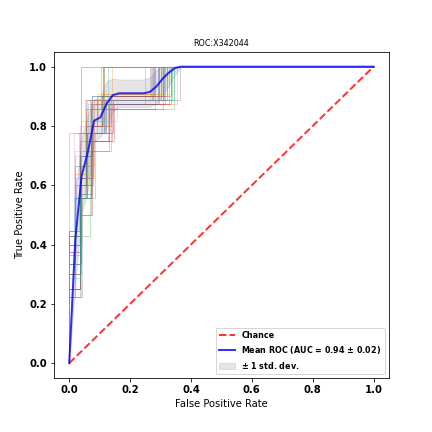 ROC:X342044
1.0
0.8
0.6
0.4
0.2
0.0
True Positive Rate
0.0 0.2 0.4 0.6 0.8 1.0
False Positive Rate
Chance
Mean ROC (AUC = 0.94 ± 0.02)
± 1 std. dev.